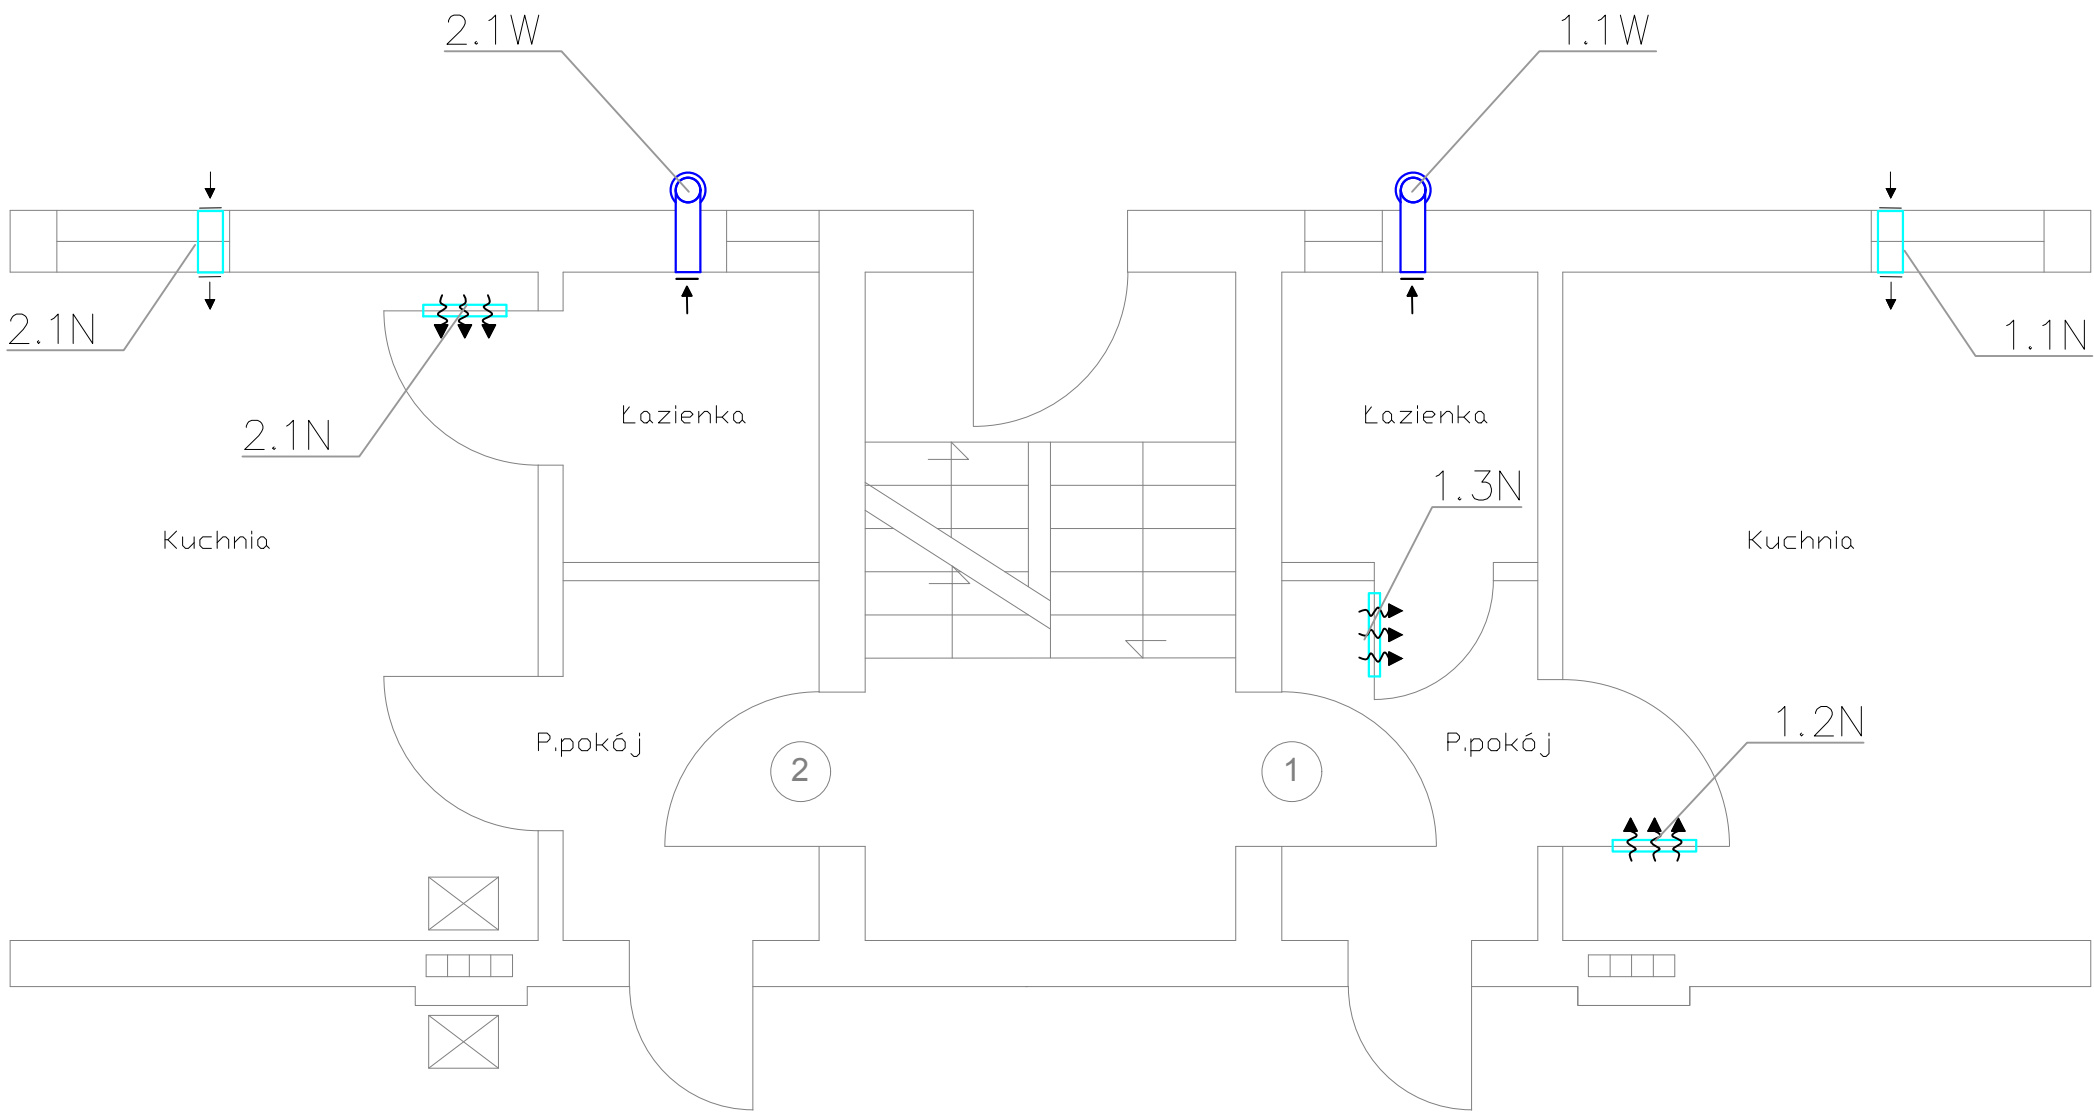 2.1W
1.1W
2.1N
1.1N
2.1N
Łazienka
Łazienka
1.3N
Kuchnia
Kuchnia
1.2N
P.pokój
P.pokój
2
1